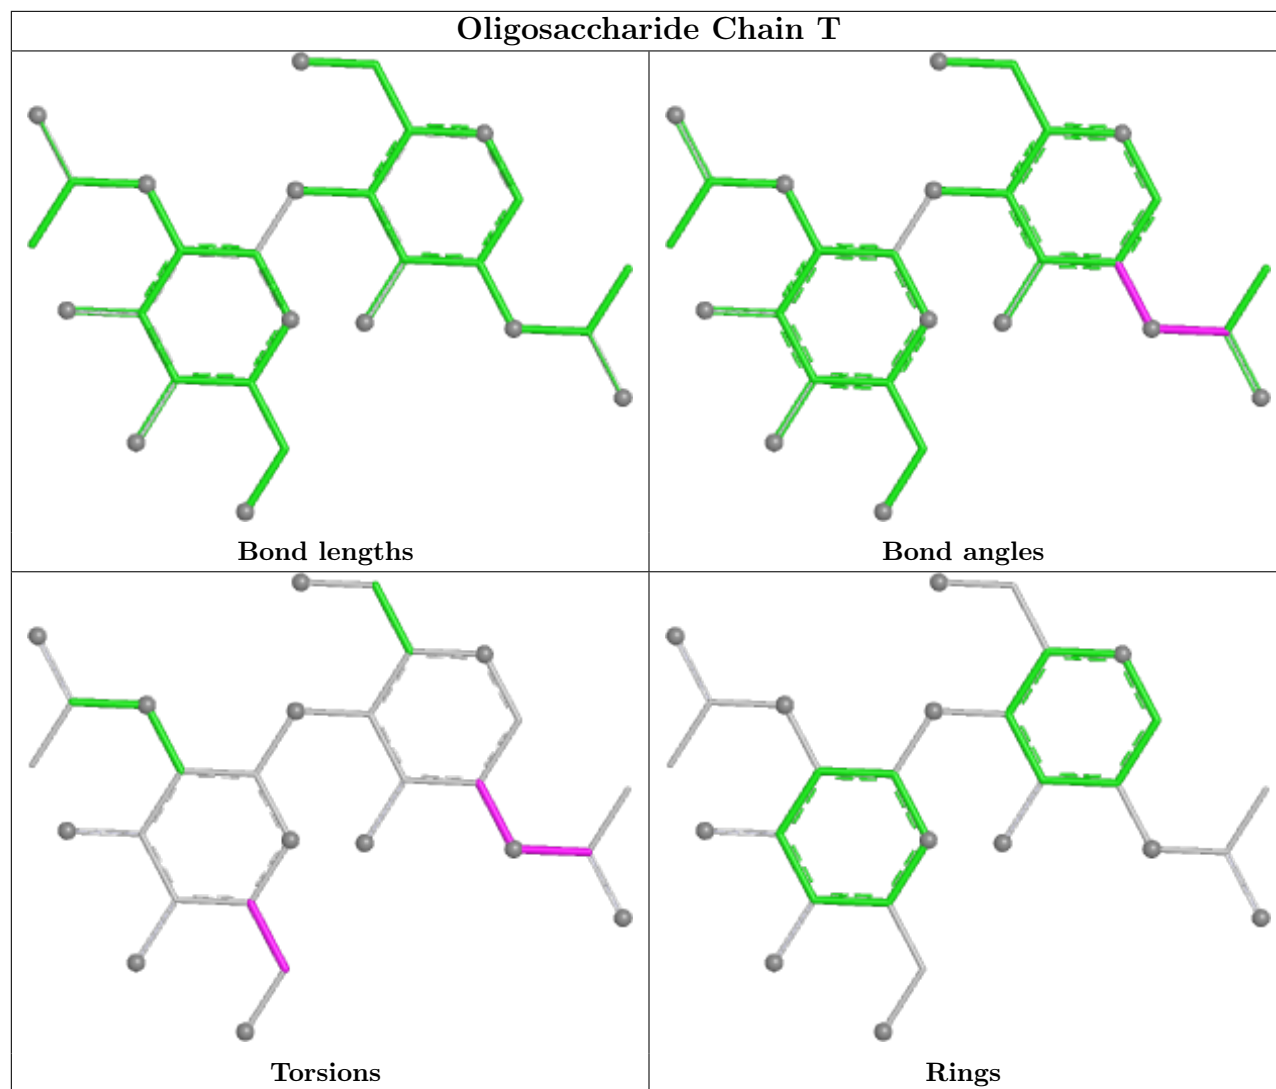 Oligosaccharide Chain T
Bond lengths
Bond angles
Torsions
Rings